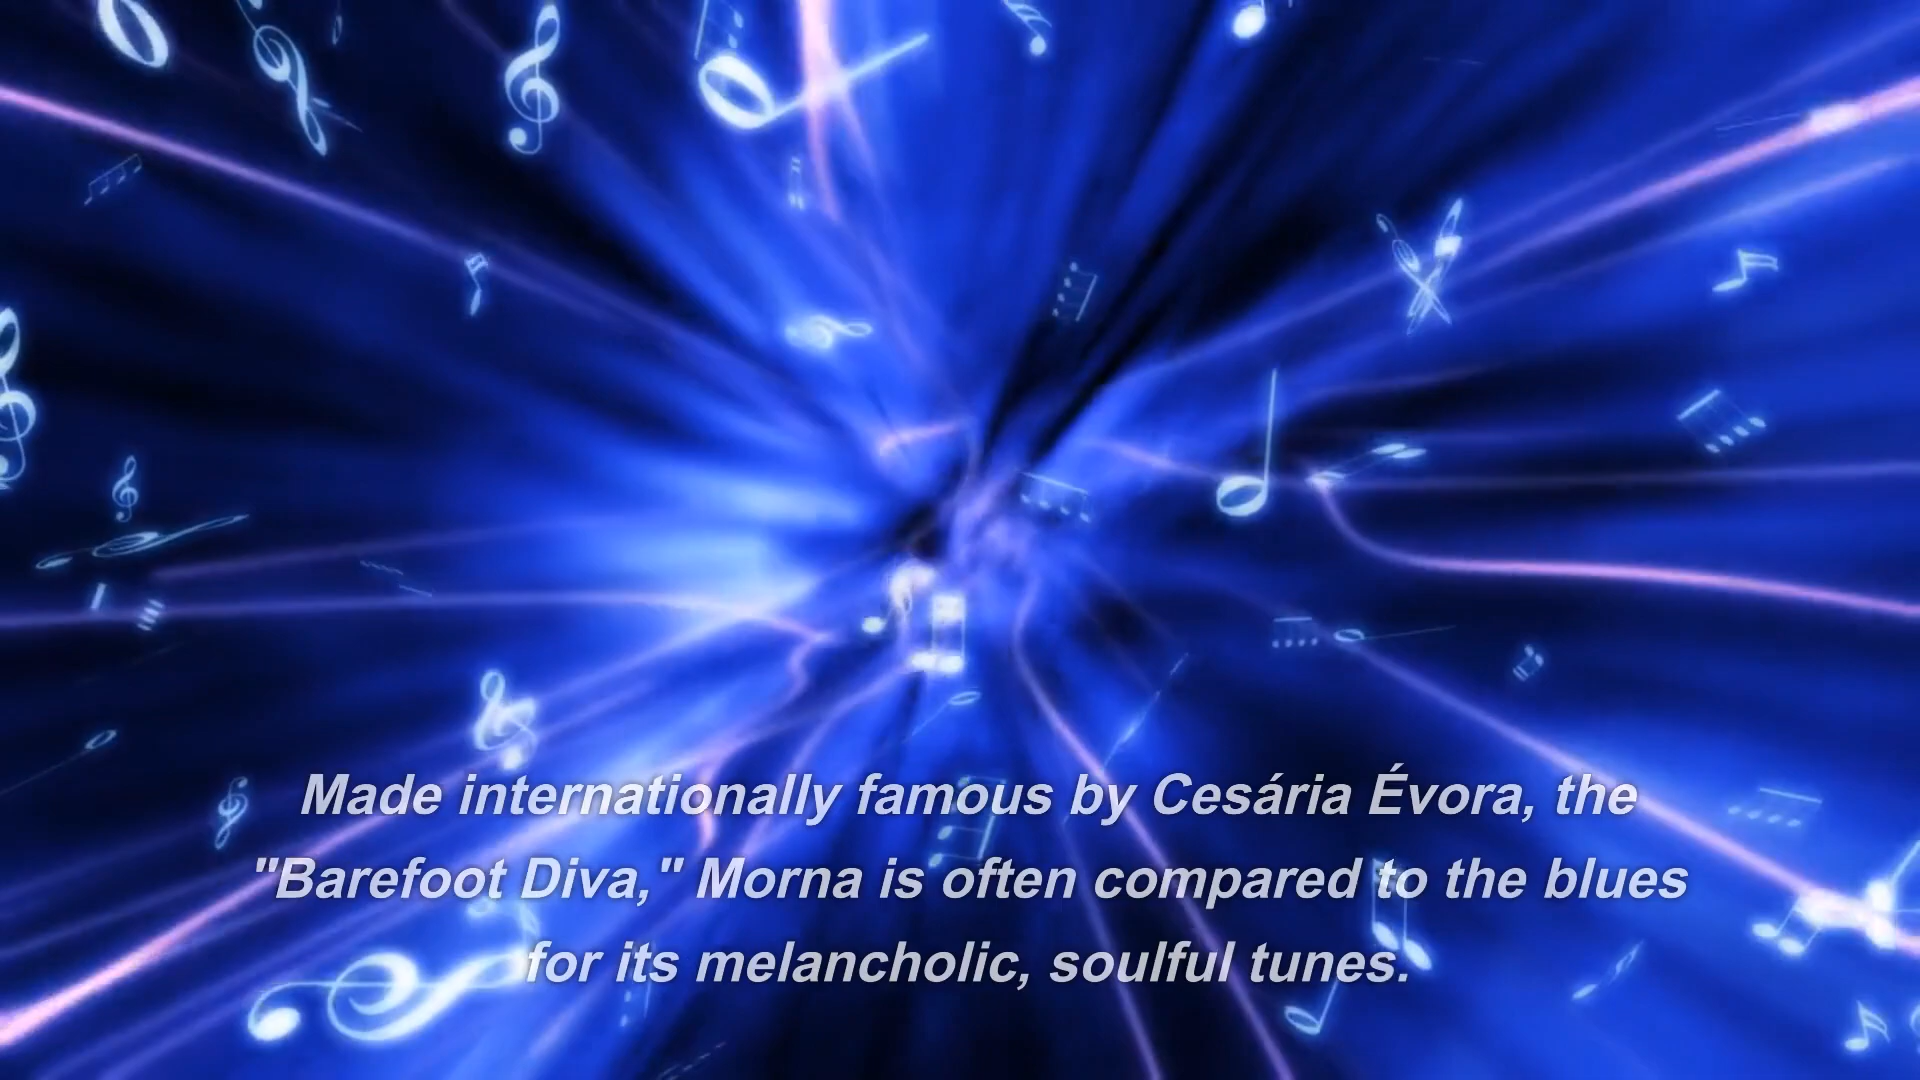 Made internationally famous by Cesária Évora, the
"Barefoot Diva," Morna is often compared to the blues
for its melancholic, soulful tunes.